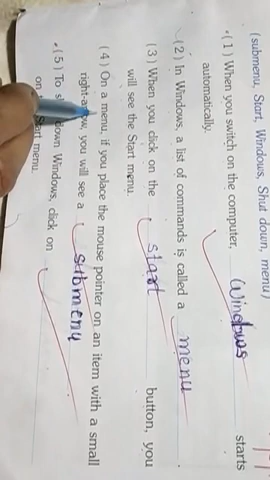 (submenu, Start, Windows, Shut down, menu)
(1) When you switch on the computer, Windows starts
automatically.
(2) In Windows, a list of commands is called a menu.
(3) When you click on the start button, you
will see the Start menu.
(4) On a menu, if you place the mouse pointer on an item with a small
you will see a submenu
(5) To down Windows, click on
on menu.